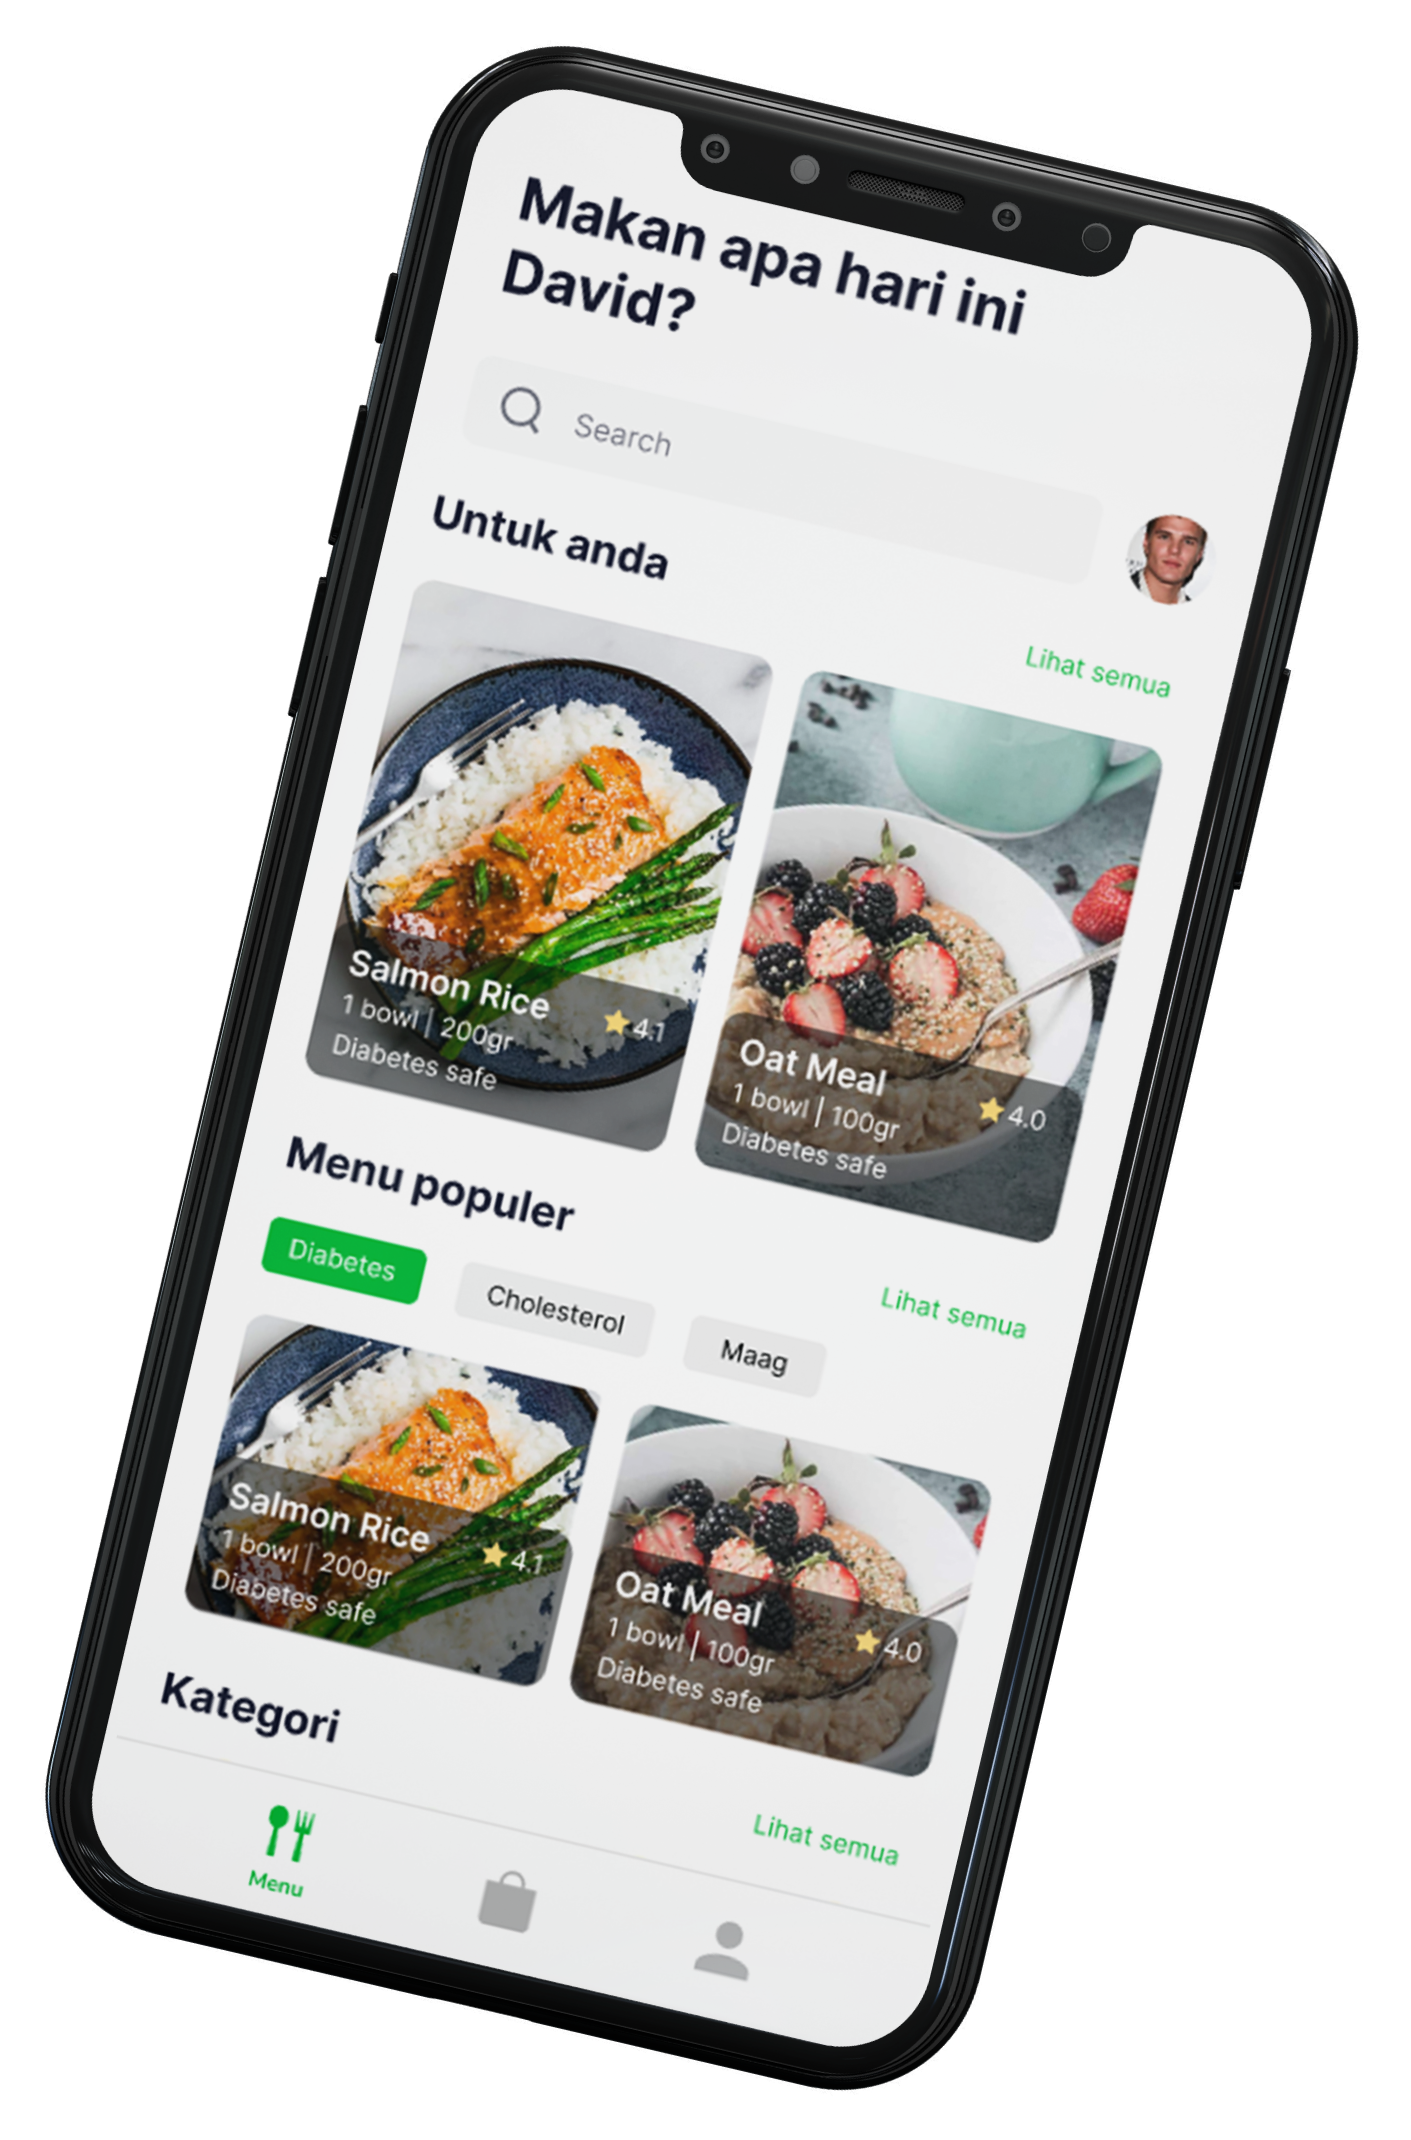 Makan apa hari ini
David?
Search
Untuk anda
Lihat semua
Salmon Rice
1 bowl | 200gr
4.1
Diabetes safe
Oat Meal
1 bowl | 100gr
4.0
Diabetes safe
Menu populer
Lihat semua
Diabetes
Cholesterol
Maag
Salmon Rice
1 bowl | 200gr
4.1
Diabetes safe
Oat Meal
1 bowl | 100gr
4.0
Diabetes safe
Kategori
Lihat semua
Menu